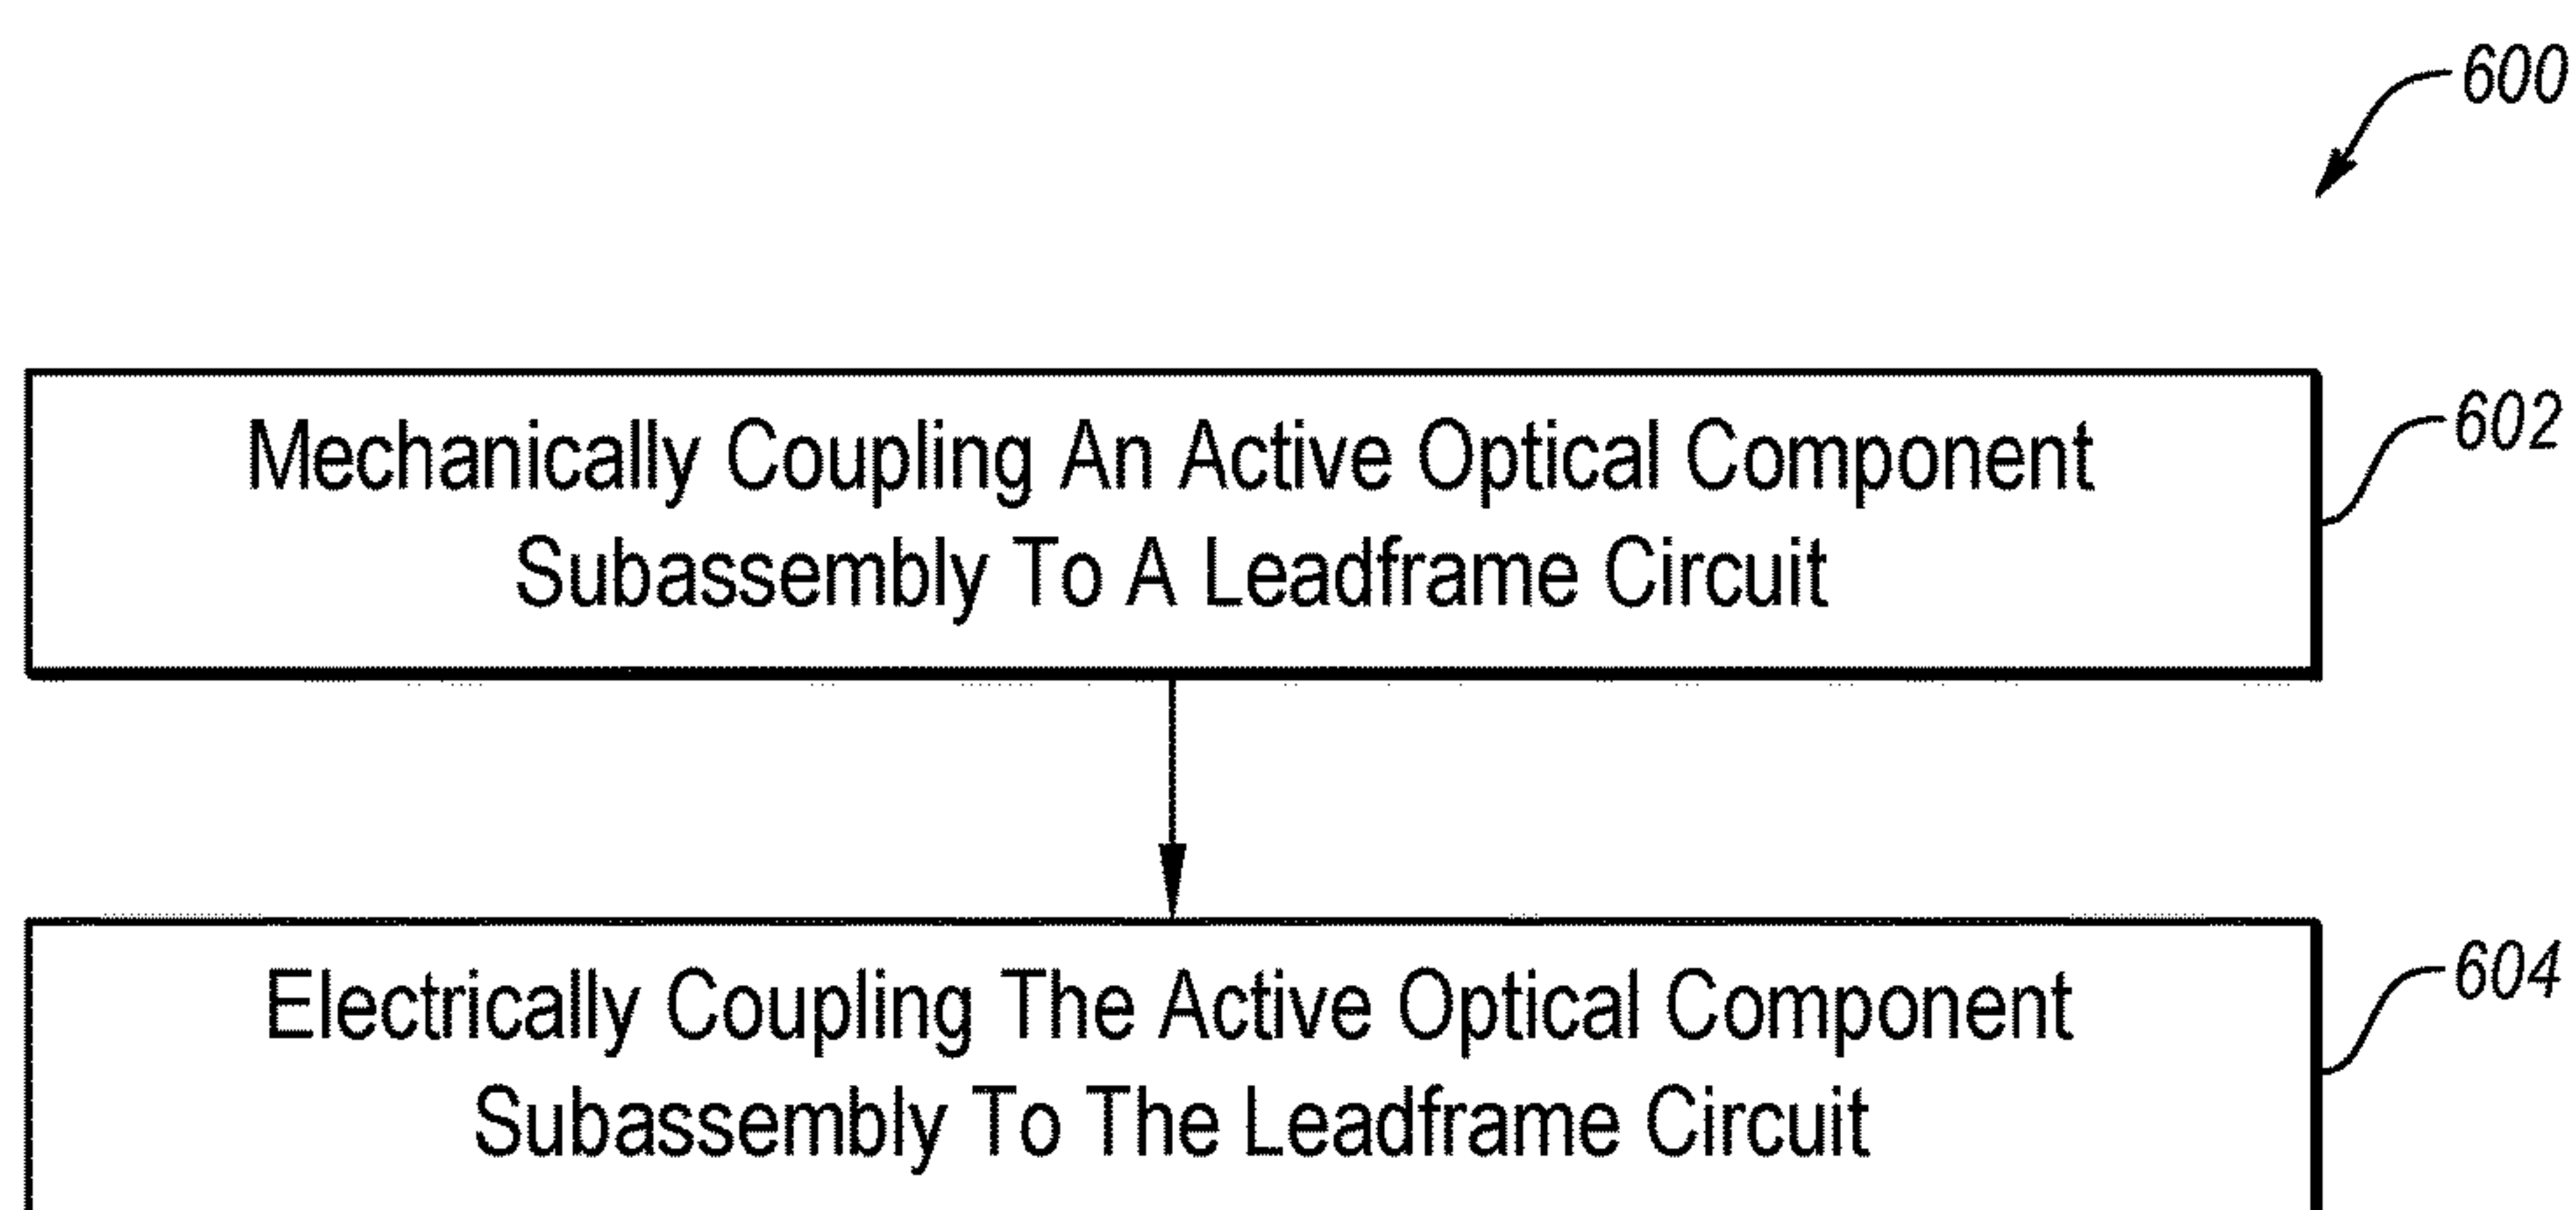 600
Mechanically Coupling An Active Optical Component
602
Subassembly To A Leadframe Circuit
Electrically Coupling The Active Optical Component
604
Subassembly To The Leadframe Circuit